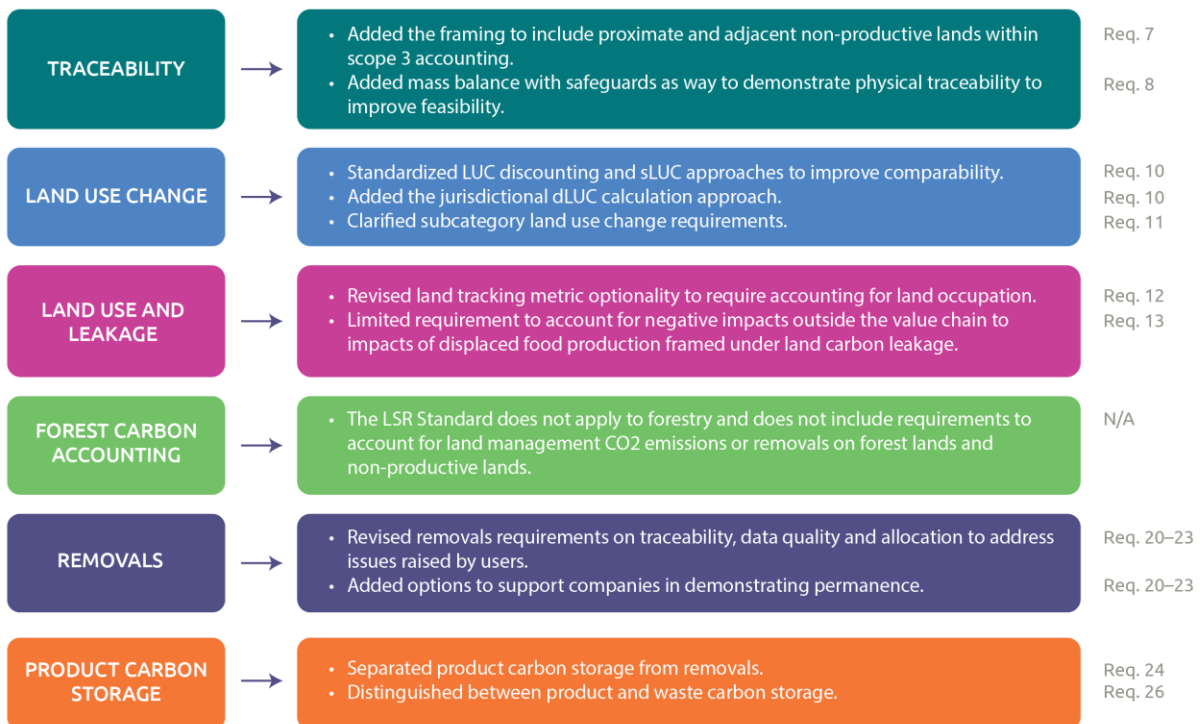 TRACEABILITY
• Added the framing to include proximate and adjacent non-productive lands within
scope 3 accounting.
• Added mass balance with safeguards as way to demonstrate physical traceability to
improve feasibility.
Req. 7
Req. 8
LAND USE CHANGE
• Standardized LUC discounting and sLUC approaches to improve comparability.
• Added the jurisdictional dLUC calculation approach.
• Clarified subcategory land use change requirements.
Req. 10
Req. 10
Req. 11
LAND USE AND
LEAKAGE
• Revised land tracking metric optionality to require accounting for land occupation.
• Limited requirement to account for negative impacts outside the value chain to
impacts of displaced food production framed under land carbon leakage.
Req. 12
Req. 13
FOREST CARBON
ACCOUNTING
• The LSR Standard does not apply to forestry and does not include requirements to
account for land management CO2 emissions or removals on forest lands and
non-productive lands.
N/A
REMOVALS
• Revised removals requirements on traceability, data quality and allocation to address
issues raised by users.
• Added options to support companies in demonstrating permanence.
Req. 20–23
Req. 20–23
PRODUCT CARBON
STORAGE
• Separated product carbon storage from removals.
• Distinguished between product and waste carbon storage.
Req. 24
Req. 26